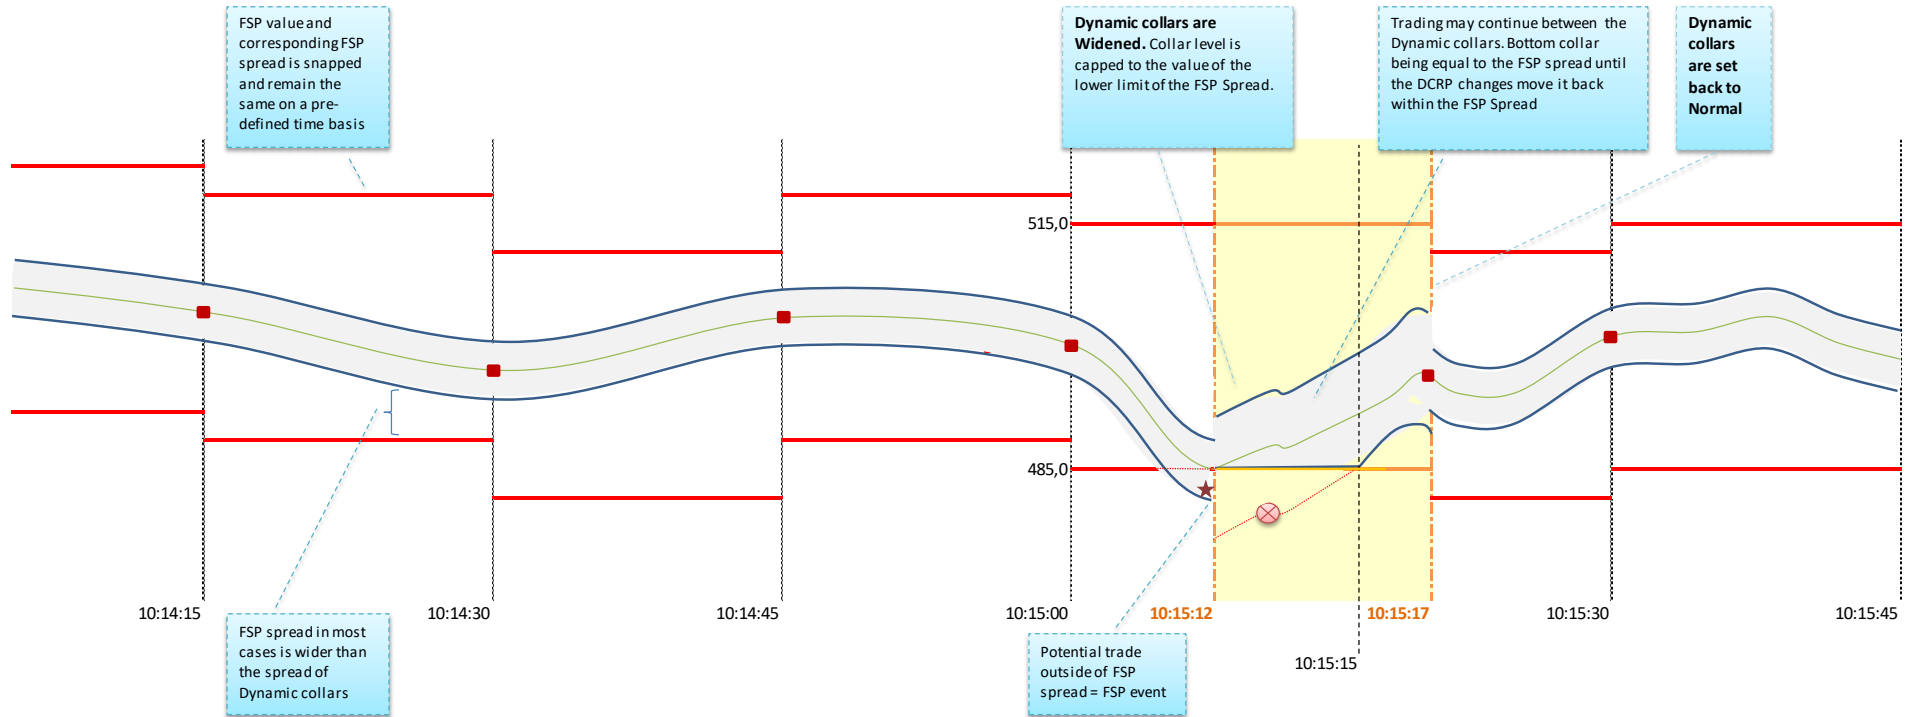 FSP value and
corresponding FSP
spread is snapped
and remain the
same on a pre-
defined time basis
Dynamic collars are
Widened. Collar level is
capped to the value of the
lower limit of the FSP Spread.
Trading may continue between the
Dynamic collars. Bottom collar
being equal to the FSP spread until
the DCRP changes move it back
within the FSP Spread
Dynamic
collars
are set
back to
Normal
515,0
485,0
10:14:15
10:14:30
10:14:45
10:15:00
10:15:12
10:15:17
10:15:30
10:15:45
10:15:15
FSP spread in most
cases is wider than
the spread of
Dynamic collars
Potential trade
outside of FSP
spread = FSP event